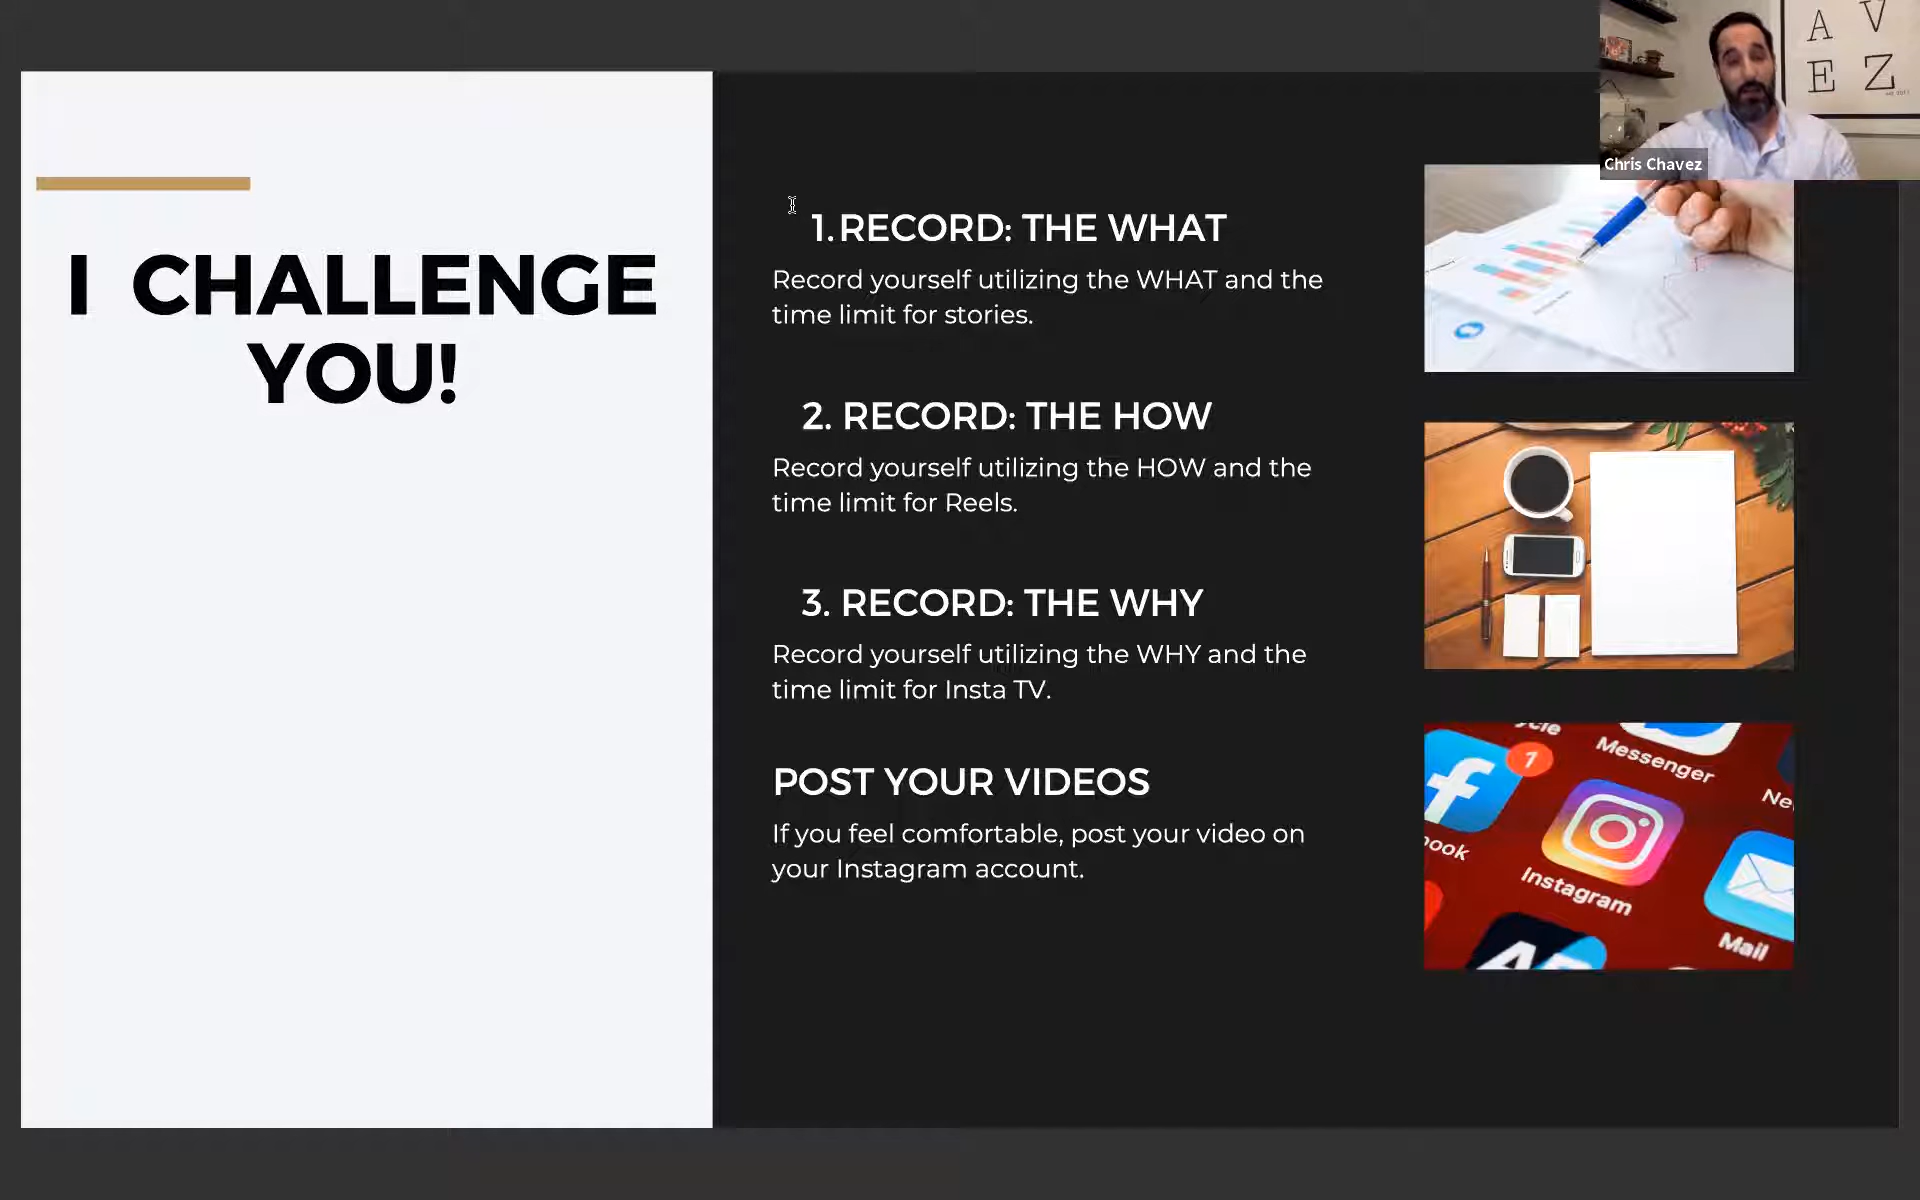 A V
E Z
Chris Chavez
I CHALLENGE
YOU!
1.RECORD: THE WHAT
Record yourself utilizing the WHAT and the
time limit for stories.
2. RECORD: THE HOW
Record yourself utilizing the HOW and the
time limit for Reels.
3. RECORD: THE WHY
Record yourself utilizing the WHY and the
time limit for Insta TV.
POST YOUR VIDEOS
If you feel comfortable, post your video on
your Instagram account.
Messenger
1
Instagram
Mail